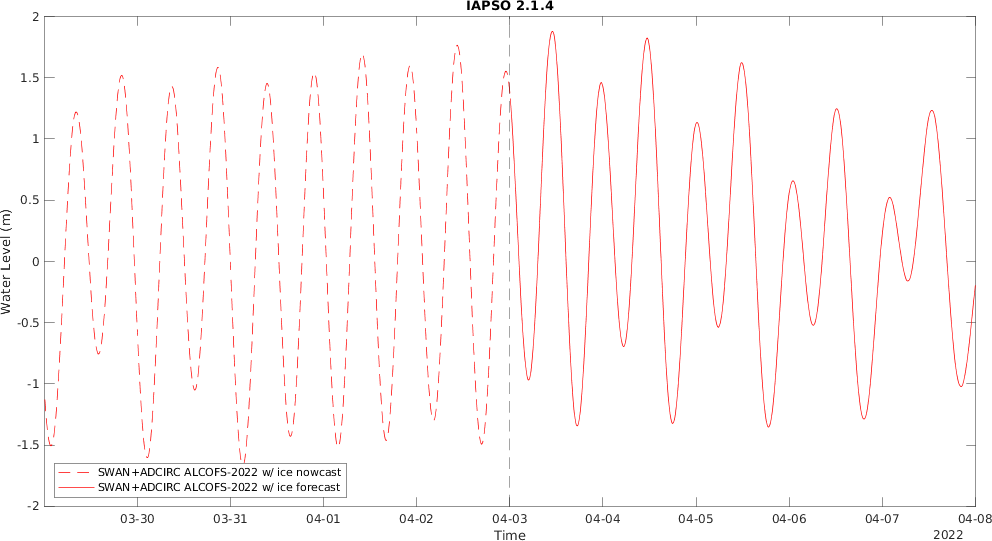 IAPSO 2.1.4
2
1.5
1
0.5
0
-0.5
-1
-1.5
-2
Water Level (m)
SWAN+ADCIRC ALCOFS-2022 w/ ice nowcast
SWAN+ADCIRC ALCOFS-2022 w/ ice forecast
03-30 03-31 04-01 04-02 04-03 04-04 04-05 04-06 04-07 04-08
Time
2022